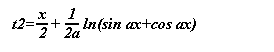 t2=x/2 + 1/2a ln(sin ax+cos ax)